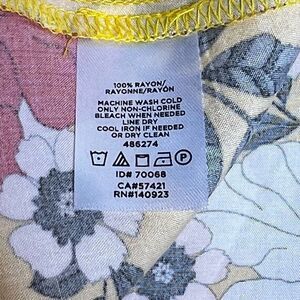 100% RAYON/
RAYONNE/RAYON
MACHINE WASH COLD
ONLY NON-CHLORINE
BLEACH WHEN NEEDED
LINE DRY
COOL IRON IF NEEDED
OR DRY CLEAN
486274
P
ID# 70068
CA#57421
RN#140923